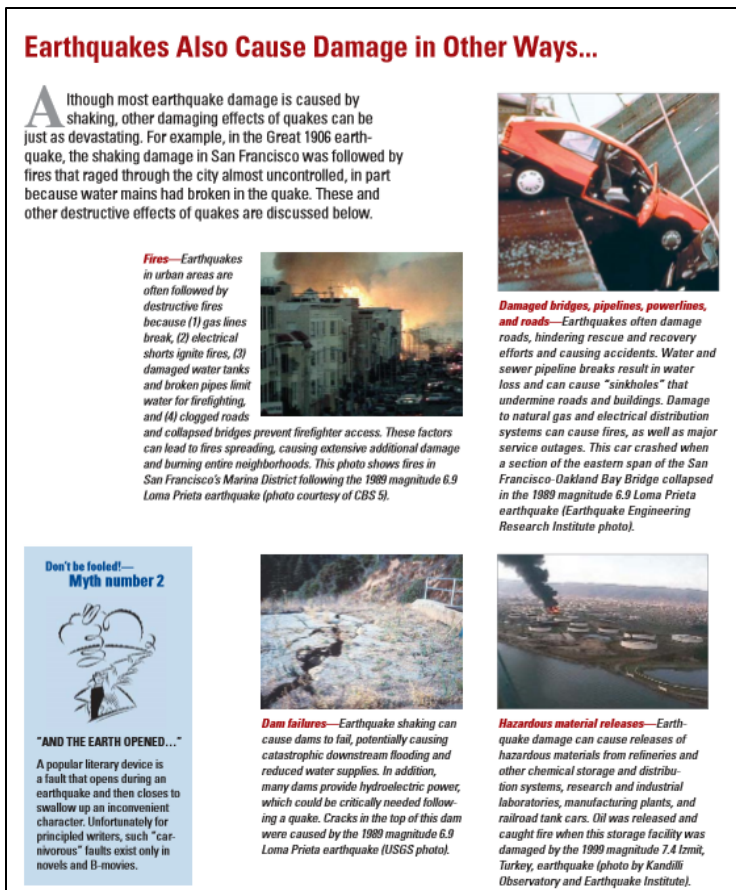 Earthquakes Also Cause Damage in Other Ways...
Although most earthquake damage is caused by
shaking, other damaging effects of quakes can be
just as devastating. For example, in the Great 1906 earth-
quake, the shaking damage in San Francisco was followed by
fires that raged through the city almost uncontrolled, in part
because water mains had broken in the quake. These and
other destructive effects of quakes are discussed below.
Fires—Earthquakes
in urban areas are
often followed by
destructive fires
because (1) gas lines
break, (2) electrical
shorts ignite fires, (3)
damaged water tanks
and broken pipes limit
water for firefighting,
and (4) clogged roads
and collapsed bridges prevent firefighter access. These factors
can lead to fires spreading, causing extensive additional damage
and burning entire neighborhoods. This photo shows fires in
San Francisco's Marina District following the 1989 magnitude 6.9
Loma Prieta earthquake (photo courtesy of CBS 5).
Damaged bridges, pipelines, powerlines,
and roads—Earthquakes often damage
roads, hindering rescue and recovery
efforts and causing accidents. Water and
sewer pipeline breaks result in water
loss and can cause "sinkholes" that
undermine roads and buildings. Damage
to natural gas and electrical distribution
systems can cause fires, as well as major
service outages. This car crashed when
a section of the eastern span of the San
Francisco-Oakland Bay Bridge collapsed
in the 1989 magnitude 6.9 Loma Prieta
earthquake (Earthquake Engineering
Research Institute photo).
Don't be fooled!—
Myth number 2
"AND THE EARTH OPENED..."
A popular literary device is
a fault that opens during an
earthquake and then closes to
swallow up an inconvenient
character. Unfortunately for
principled writers, such "car-
nivorous" faults exist only in
novels and B-movies.
Dam failures—Earthquake shaking can
cause dams to fail, potentially causing
catastrophic downstream flooding and
reduced water supplies. In addition,
many dams provide hydroelectric power,
which could be critically needed follow-
ing a quake. Cracks in the top of this dam
were caused by the 1989 magnitude 6.9
Loma Prieta earthquake (USGS photo).
Hazardous material releases—Earth-
quake damage can cause releases of
hazardous materials from refineries and
other chemical storage and distribu-
tion systems, research and industrial
laboratories, manufacturing plants, and
railroad tank cars. Oil was released and
caught fire when this storage facility was
damaged by the 1999 magnitude 7.4 Izmit,
Turkey, earthquake (photo by Kandilli
Observatory and Earthquake Institute).